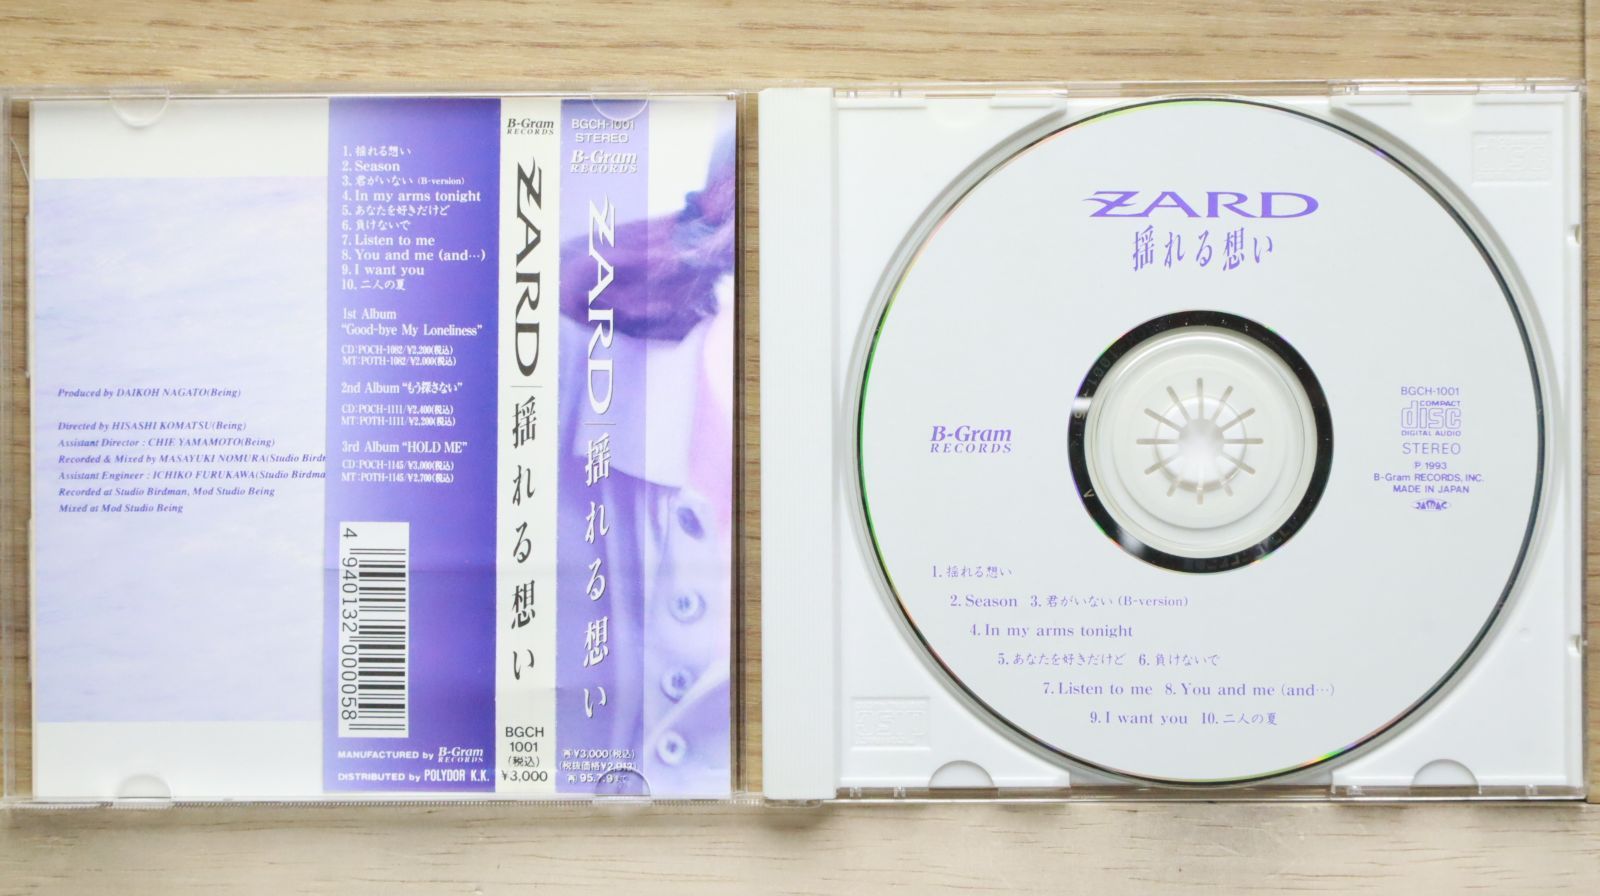 Produced by DAIKOH NAGATO(Being)
Directed by HISASHI KOMATSU(Being)
Assistant Director : CHIE YAMAMOTO(Being)
Recorded & Mixed by MASAYUKI NOMURA(Studio Birdm
Assistant Engineer : ICHIKO FURUKAWA(Studio Birdma
Recorded at Studio Birdman, Mod Studio Being
Mixed at Mod Studio Being
1. 揺れる想い
2. Season
3. 君がいない (B-version)
4. In my arms tonight
5. あなたを好きだけど
6. 負けないで
7. Listen to me
8. You and me (and…)
9. I want you
10. 二人の夏
1st Album
“Good-bye My Loneliness”
CD:POCH-1082/¥2,200(税込)
MT:POTH-1082/¥2,000(税込)
2nd Album “もう探さない”
CD:POCH-1111/¥2,400(税込)
MT:POTH-1111/¥2,200(税込)
3rd Album “HOLD ME”
CD:POCH-1145/¥3,000(税込)
MT:POTH-1145/¥2,700(税込)
4 940132 000058
MANUFACTURED by B-Gram RECORDS
DISTRIBUTED by POLYDOR K.K.
B-Gram
RECORDS
ZARD 揺れる想い
BGCH
1001
(税込)
¥3,000
BGCH-1001
STEREO
B-Gram
RECORDS
ZARD 揺れる想い
(再)¥3,000(税込)
(税抜価格¥2,913)
(再)95.7.9まで
ZARD
揺れる想い
B-Gram
RECORDS
BGCH-1001
COMPACT
disc
DIGITAL AUDIO
STEREO
℗ 1993
B-Gram RECORDS, INC.
MADE IN JAPAN
1. 揺れる想い
2. Season 3. 君がいない (B-version)
4. In my arms tonight
5. あなたを好きだけど 6. 負けないで
7. Listen to me 8. You and me (and…)
9. I want you 10. 二人の夏